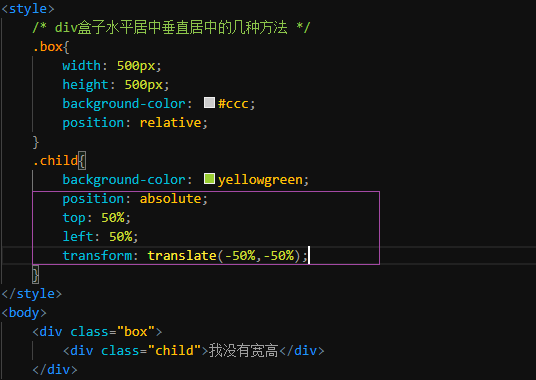 <style>
/* div盒子水平居中垂直居中的几种方法 */
.box{
width: 500px;
height: 500px;
background-color: #ccc;
position: relative;
}
.child{
background-color: yellowgreen;
position: absolute;
top: 50%;
left: 50%;
transform: translate(-50%,-50%);
}
</style>
<body>
<div class="box">
<div class="child">我没有宽高</div>
</div>